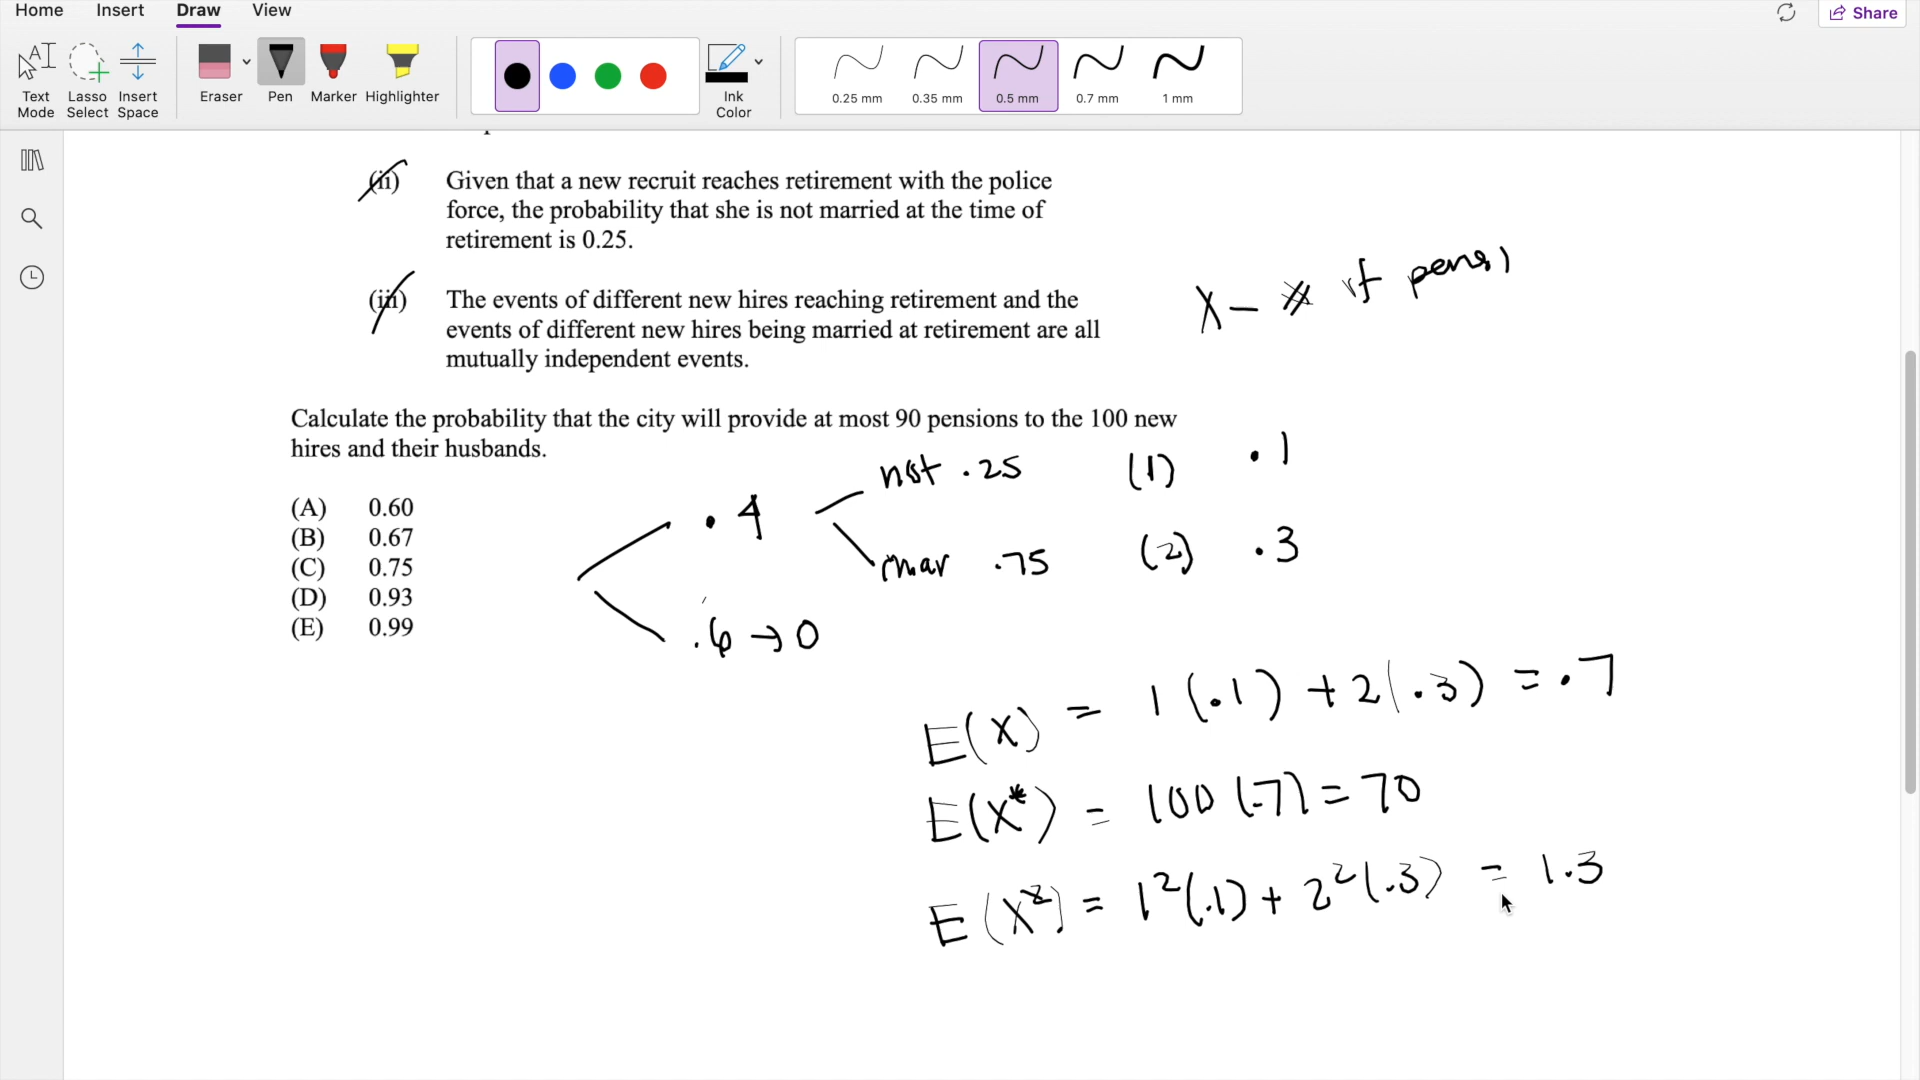 Home Insert Draw View Share
Text Mode Lasso Select Insert Space Eraser Pen Marker Highlighter Ink Color 0.25 mm 0.35 mm 0.5 mm 0.7 mm 1 mm
(ii) Given that a new recruit reaches retirement with the police
force, the probability that she is not married at the time of
retirement is 0.25.
X - # of pens)
(iii) The events of different new hires reaching retirement and the
events of different new hires being married at retirement are all
mutually independent events.
Calculate the probability that the city will provide at most 90 pensions to the 100 new
hires and their husbands.
not .25 (1) .1
.4
mar .75 (2) .3
.6 → 0
(A) 0.60
(B) 0.67
(C) 0.75
(D) 0.93
(E) 0.99
E(X) = 1(.1) + 2(.3) = .7
E(X*) = 100(.7) = 70
E(X²) = 1²(.1) + 2²(.3) = 1.3